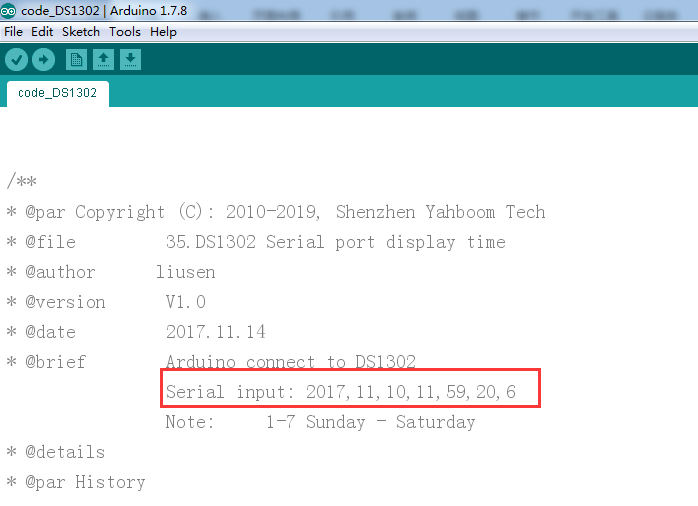 code_DS1302 | Arduino 1.7.8
File Edit Sketch Tools Help
code_DS1302
/**
* @par Copyright (C): 2010-2019, Shenzhen Yahboom Tech
* @file 35.DS1302 Serial port display time
* @author liusen
* @version V1.0
* @date 2017.11.14
* @brief Arduino connect to DS1302
Serial input: 2017,11,10,11,59,20,6
Note: 1-7 Sunday - Saturday
* @details
* @par History